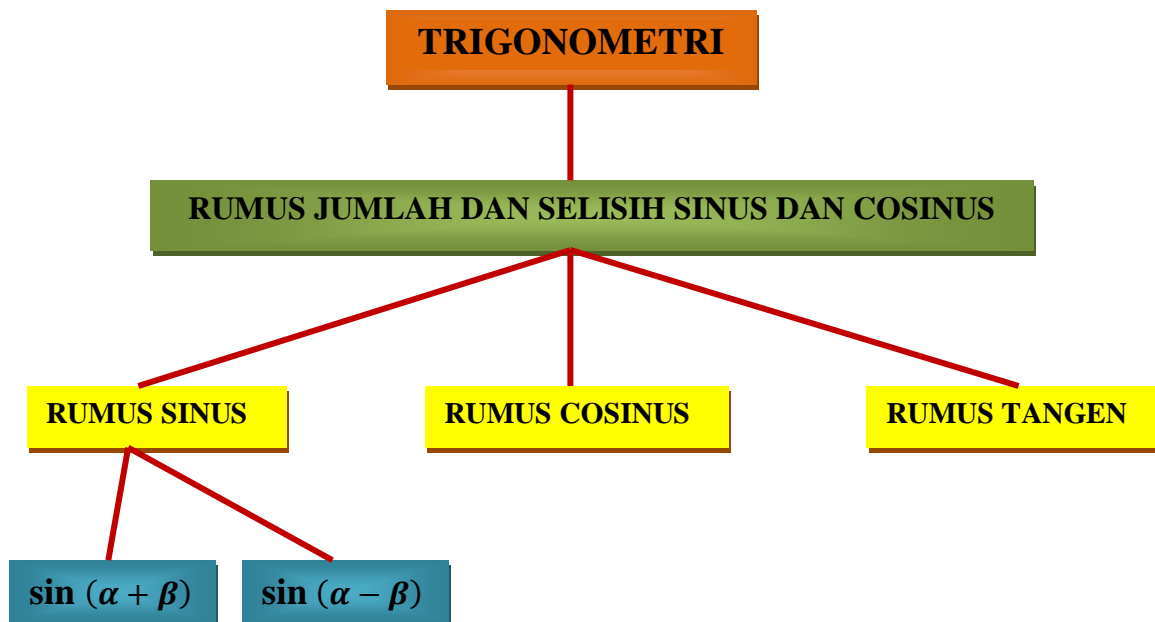 TRIGONOMETRI
RUMUS JUMLAH DAN SELISIH SINUS DAN COSINUS
RUMUS SINUS
RUMUS COSINUS
RUMUS TANGEN
sin (α + β)
sin (α − β)